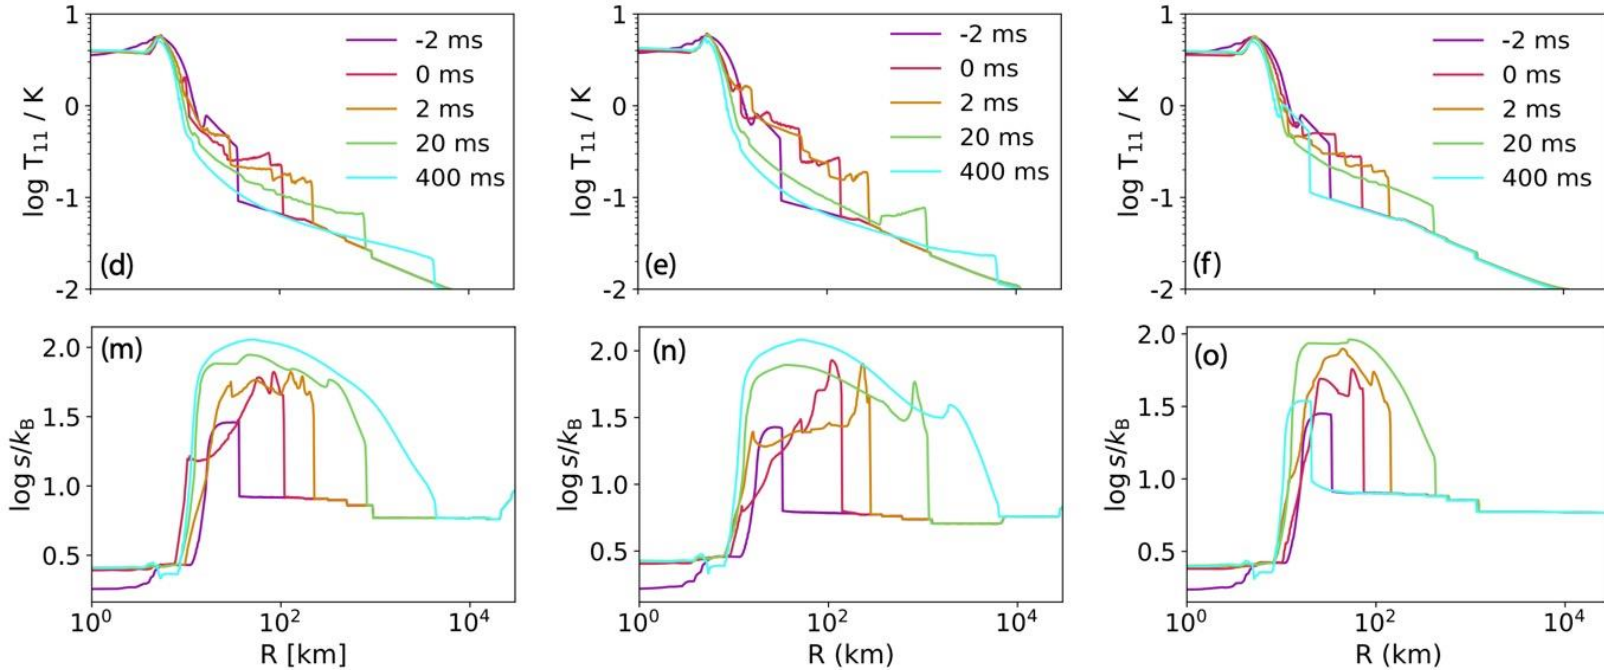 1
0
-1
-2
log T₁₁ / K
-2 ms
0 ms
2 ms
20 ms
400 ms
(d)
1
0
-1
-2
log T₁₁ / K
-2 ms
0 ms
2 ms
20 ms
400 ms
(e)
1
0
-1
-2
log T₁₁ / K
-2 ms
0 ms
2 ms
20 ms
400 ms
(f)
2.0
1.5
1.0
0.5
log s/k_B
(m)
10⁰
10²
10⁴
R [km]
2.0
1.5
1.0
0.5
log s/k_B
(n)
10⁰
10²
10⁴
R (km)
2.0
1.5
1.0
0.5
log s/k_B
(o)
10⁰
10²
10⁴
R (km)